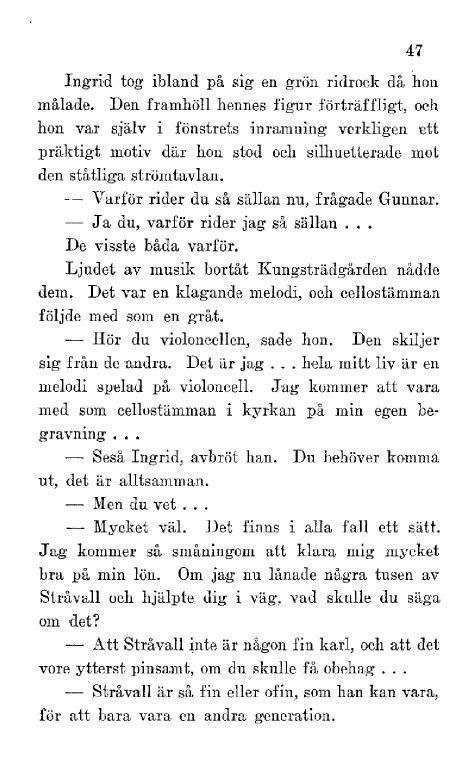 47
Ingrid tog ibland på sig en grön ridrock då hon
målade. Den framhöll hennes figur förträffligt, och
hon var själv i fönstrets inramning verkligen ett
präktigt motiv där hon stod och silhuetterade mot
den ståtliga strömtavlan.
— Varför rider du så sällan nu, frågade Gunnar.
— Ja du, varför rider jag så sällan . . .
De visste båda varför.
Ljudet av musik bortåt Kungsträdgården nådde
dem. Det var en klagande melodi, och cellostämman
följde med som en gråt.
— Hör du violoncellen, sade hon. Den skiljer
sig från de andra. Det är jag . . . hela mitt liv är en
melodi spelad på violoncell. Jag kommer att vara
med som cellostämman i kyrkan på min egen be-
gravning . . .
— Seså Ingrid, avbröt han. Du behöver komma
ut, det är alltsamman.
— Men du vet . . .
— Mycket väl. Det finns i alla fall ett sätt.
Jag kommer så småningom att klara mig mycket
bra på min lön. Om jag nu lånade några tusen av
Stråvall och hjälpte dig i väg, vad skulle du säga
om det?
— Att Stråvall inte är någon fin karl, och att det
vore ytterst pinsamt, om du skulle få obehag . . .
— Stråvall är så fin eller ofin, som han kan vara,
för att bara vara en andra generation.